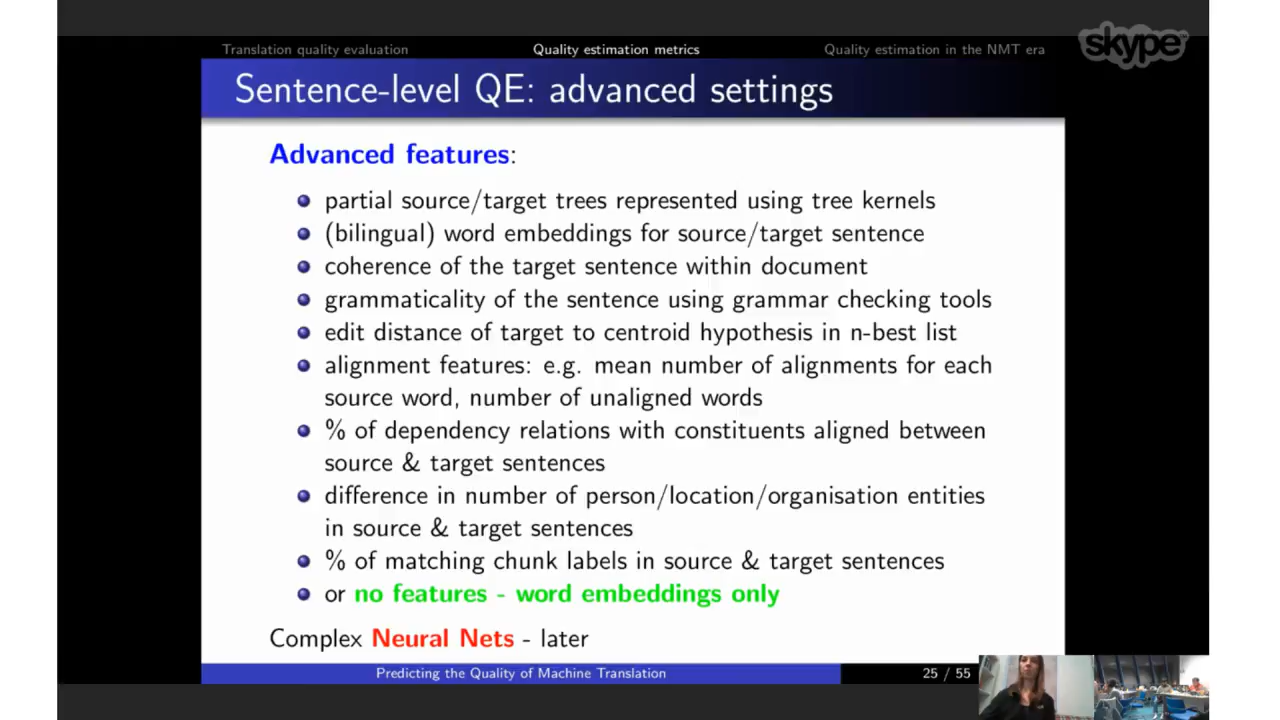 Translation quality evaluation
Quality estimation metrics
Quality estimation in the NMT era
skype™
Sentence-level QE: advanced settings
Advanced features:
partial source/target trees represented using tree kernels
(bilingual) word embeddings for source/target sentence
coherence of the target sentence within document
grammaticality of the sentence using grammar checking tools
edit distance of target to centroid hypothesis in n-best list
alignment features: e.g. mean number of alignments for each
source word, number of unaligned words
% of dependency relations with constituents aligned between
source & target sentences
difference in number of person/location/organisation entities
in source & target sentences
% of matching chunk labels in source & target sentences
or no features - word embeddings only
Complex Neural Nets - later
Predicting the Quality of Machine Translation
25 / 55